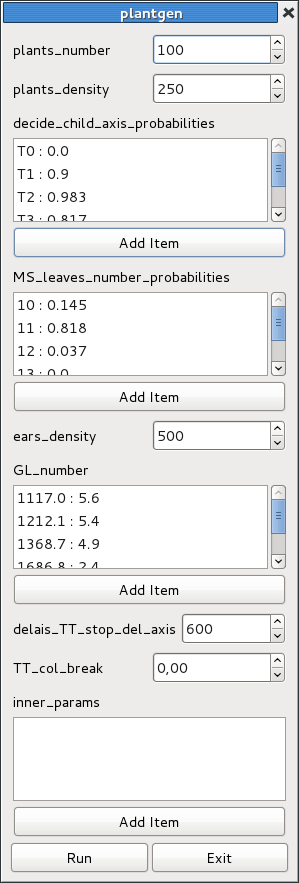 plantgen
plants_number 100
plants_density 250
decide_child_axis_probabilities
T0 : 0.0
T1 : 0.9
T2 : 0.983
T3 : 0.817
Add Item
MS_leaves_number_probabilities
10 : 0.145
11 : 0.818
12 : 0.037
13 : 0.0
Add Item
ears_density 500
GL_number
1117.0 : 5.6
1212.1 : 5.4
1368.7 : 4.9
1686.8 : 2.4
Add Item
delais_TT_stop_del_axis 600
TT_col_break 0,00
inner_params
Add Item
Run Exit